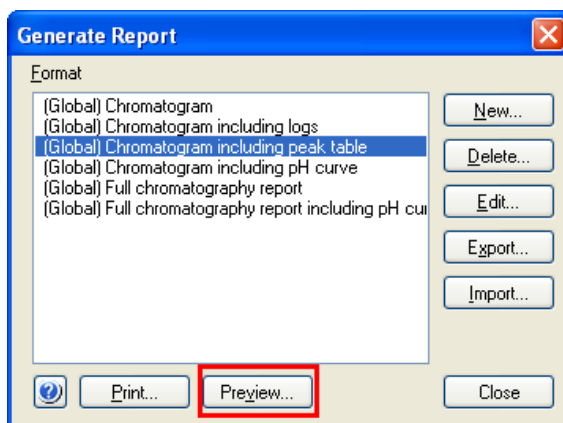 Generate Report
Format
(Global) Chromatogram
(Global) Chromatogram including logs
(Global) Chromatogram including peak table
(Global) Chromatogram including pH curve
(Global) Full chromatography report
(Global) Full chromatography report including pH cur
New...
Delete...
Edit...
Export...
Import...
? Print... Preview... Close